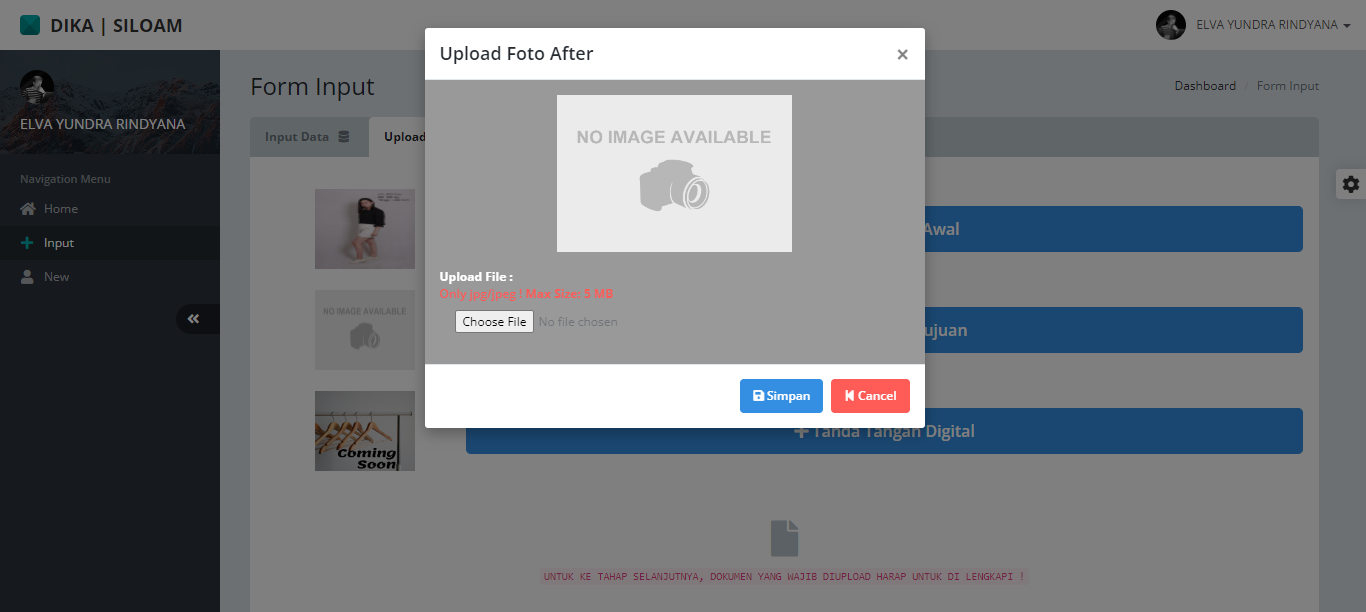 DIKA | SILOAM
ELVA YUNDRA RINDYANA
ELVA YUNDRA RINDYANA
Navigation Menu
Home
Input
New
Form Input
Dashboard / Form Input
Input Data
Upload
Upload Foto After
×
NO IMAGE AVAILABLE
Upload File :
Only jpg/jpeg ! Max Size: 5 MB
Choose File No file chosen
Simpan
Cancel
Awal
NO IMAGE AVAILABLE
ujuan
Coming
Soon
Tanda Tangan Digital
UNTUK KE TAHAP SELANJUTNYA, DOKUMEN YANG WAJIB DIUPLOAD HARAP UNTUK DI LENGKAPI !